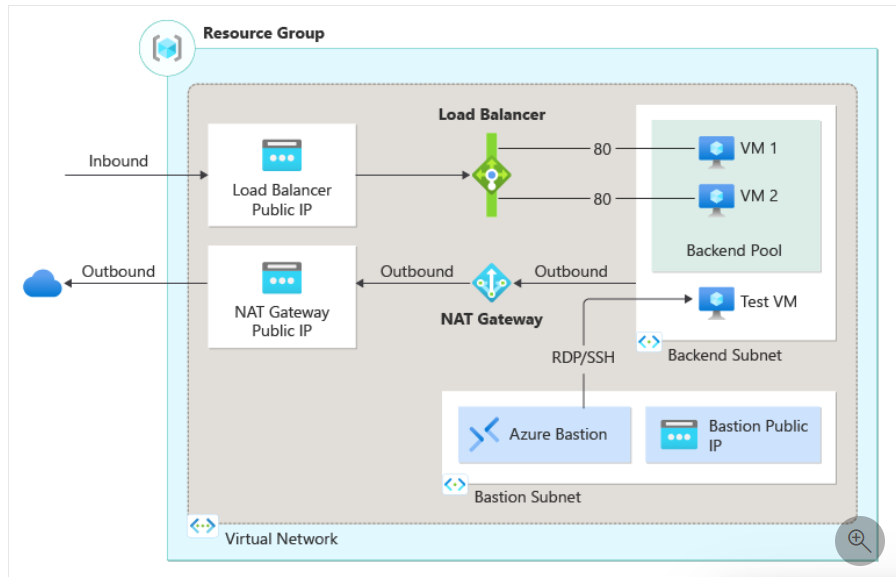 Resource Group
Load Balancer
Inbound
Load Balancer
Public IP
80
VM 1
80
VM 2
Backend Pool
Outbound
NAT Gateway
Public IP
Outbound
NAT Gateway
Outbound
Test VM
Backend Subnet
RDP/SSH
Azure Bastion
Bastion Public
IP
Bastion Subnet
Virtual Network